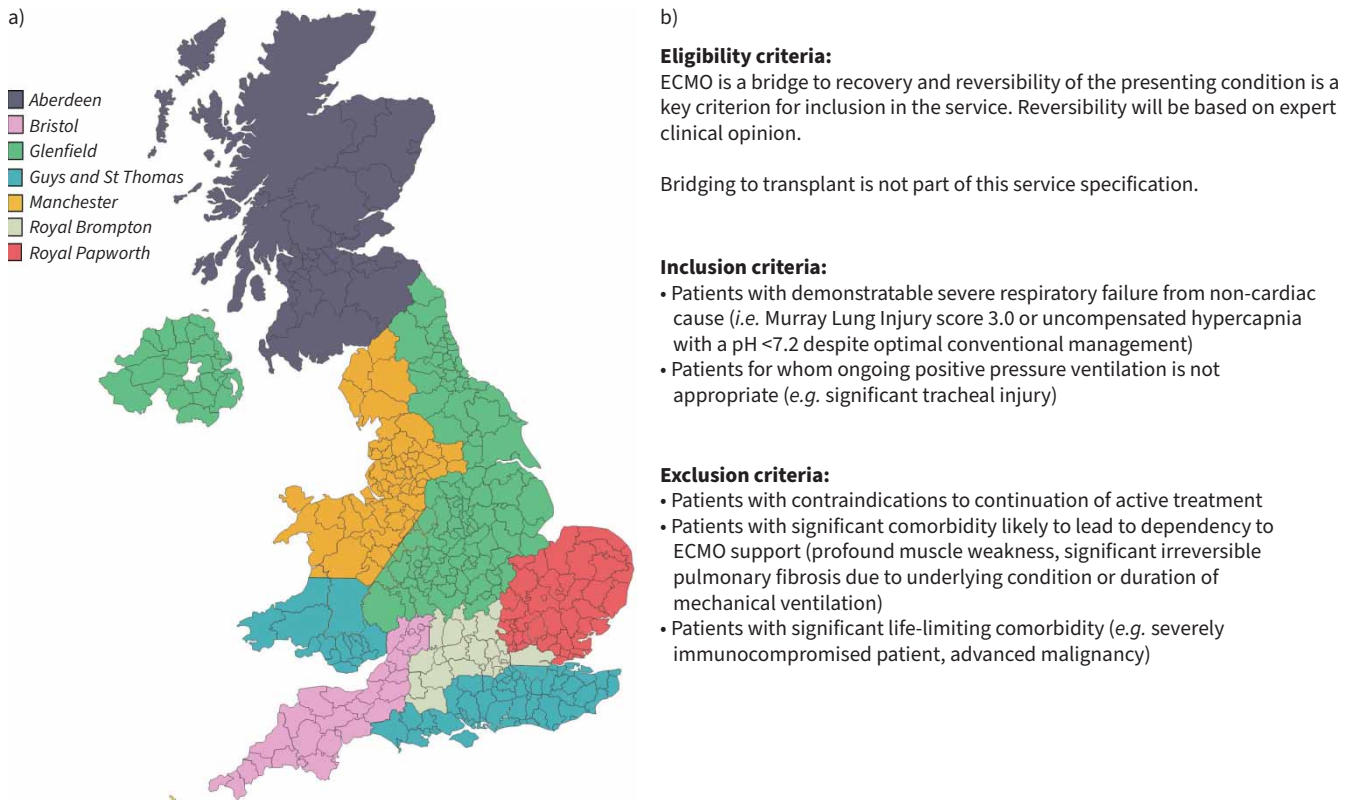 a)
Aberdeen
Bristol
Glenfield
Guys and St Thomas
Manchester
Royal Brompton
Royal Papworth
b)
Eligibility criteria:
ECMO is a bridge to recovery and reversibility of the presenting condition is a
key criterion for inclusion in the service. Reversibility will be based on expert
clinical opinion.
Bridging to transplant is not part of this service specification.
Inclusion criteria:
• Patients with demonstratable severe respiratory failure from non-cardiac
cause (i.e. Murray Lung Injury score 3.0 or uncompensated hypercapnia
with a pH <7.2 despite optimal conventional management)
• Patients for whom ongoing positive pressure ventilation is not
appropriate (e.g. significant tracheal injury)
Exclusion criteria:
• Patients with contraindications to continuation of active treatment
• Patients with significant comorbidity likely to lead to dependency to
ECMO support (profound muscle weakness, significant irreversible
pulmonary fibrosis due to underlying condition or duration of
mechanical ventilation)
• Patients with significant life-limiting comorbidity (e.g. severely
immunocompromised patient, advanced malignancy)